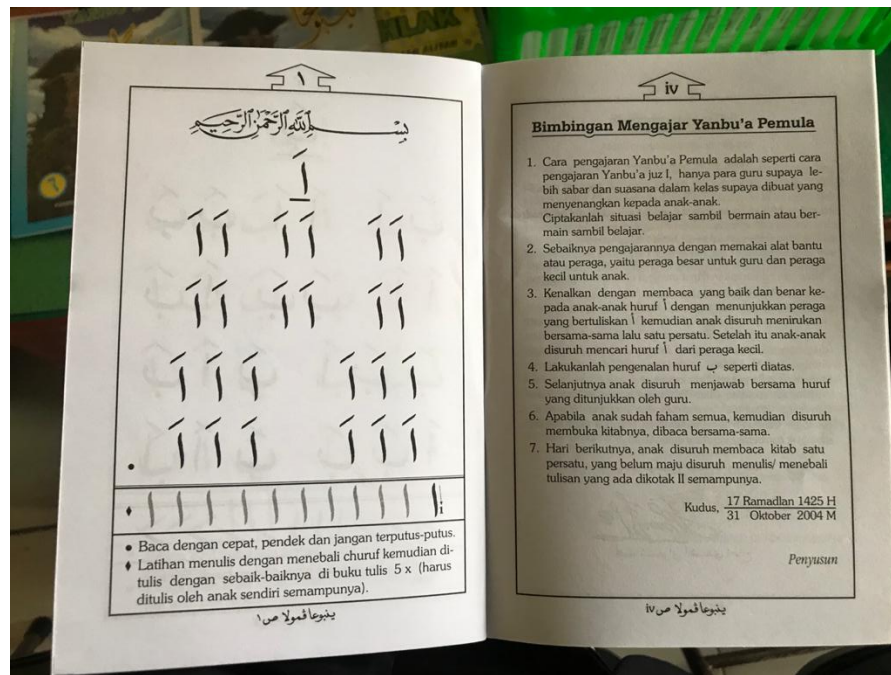 iv
Bimbingan Mengajar Yanbu'a Pemula
1. Cara pengajaran Yanbu'a Pemula adalah seperti cara
pengajaran Yanbu'a juz I, hanya para guru supaya le-
bih sabar dan suasana dalam kelas supaya dibuat yang
menyenangkan kepada anak-anak.
Ciptakanlah situasi belajar sambil bermain atau ber-
main sambil belajar.
2. Sebaiknya pengajarannya dengan memakai alat bantu
atau peraga, yaitu peraga besar untuk guru dan peraga
kecil untuk anak.
3. Kenalkan dengan membaca yang baik dan benar ke-
pada anak-anak huruf اَ dengan menunjukkan peraga
yang bertuliskan اَ kemudian anak disuruh menirukan
bersama-sama lalu satu persatu. Setelah itu anak-anak
disuruh mencari huruf اَ dari peraga kecil.
4. Lakukanlah pengenalan huruf بَ seperti diatas.
5. Selanjutnya anak disuruh menjawab bersama huruf
yang ditunjukkan oleh guru.
6. Apabila anak sudah faham semua, kemudian disuruh
membuka kitabnya, dibaca bersama-sama.
7. Hari berikutnya, anak disuruh membaca kitab satu
persatu, yang belum maju disuruh menulis/ menebali
tulisan yang ada dikotak II semampunya.
Kudus, 17 Ramadlan 1425 H
31 Oktober 2004 M
Penyusun
ينبوعا ڤمولا ص iv
١
بِسْمِ اللَّهِ الرَّحْمَٰنِ الرَّحِيمِ
اَ
اَ اَ اَ اَ اَ اَ
اَ اَ اَ اَ اَ اَ
اَ اَ اَ اَ اَ اَ
اَ اَ اَ اَ اَ اَ
ا ا ا ا ا ا ا ا ا ا
• Baca dengan cepat, pendek dan jangan terputus-putus.
♦ Latihan menulis dengan menebali churuf kemudian di-
tulis dengan sebaik-baiknya di buku tulis 5 x (harus
ditulis oleh anak sendiri semampunya).
ينبوعا ڤمولا ص ١